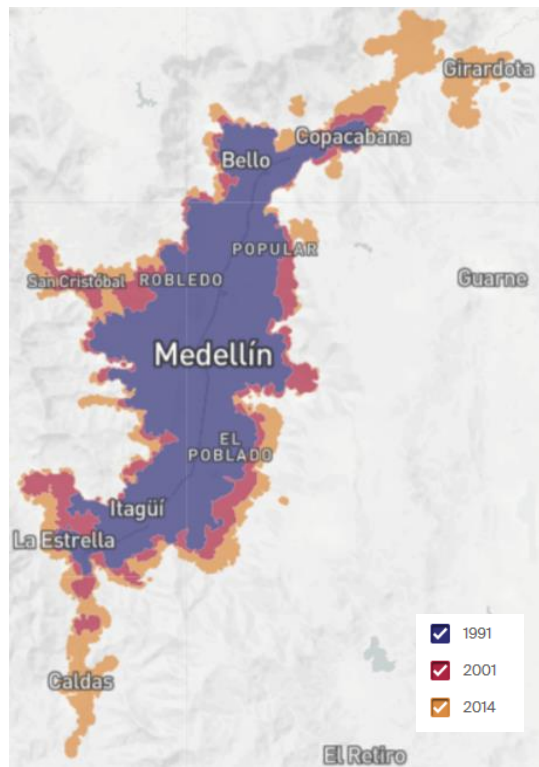 Girardota
Copacabana
Bello
POPULAR
San Cristóbal
ROBLEDO
Guarne
Medellín
EL
POBLADO
Itagüí
La Estrella
1991
2001
Caldas
2014
El Retiro